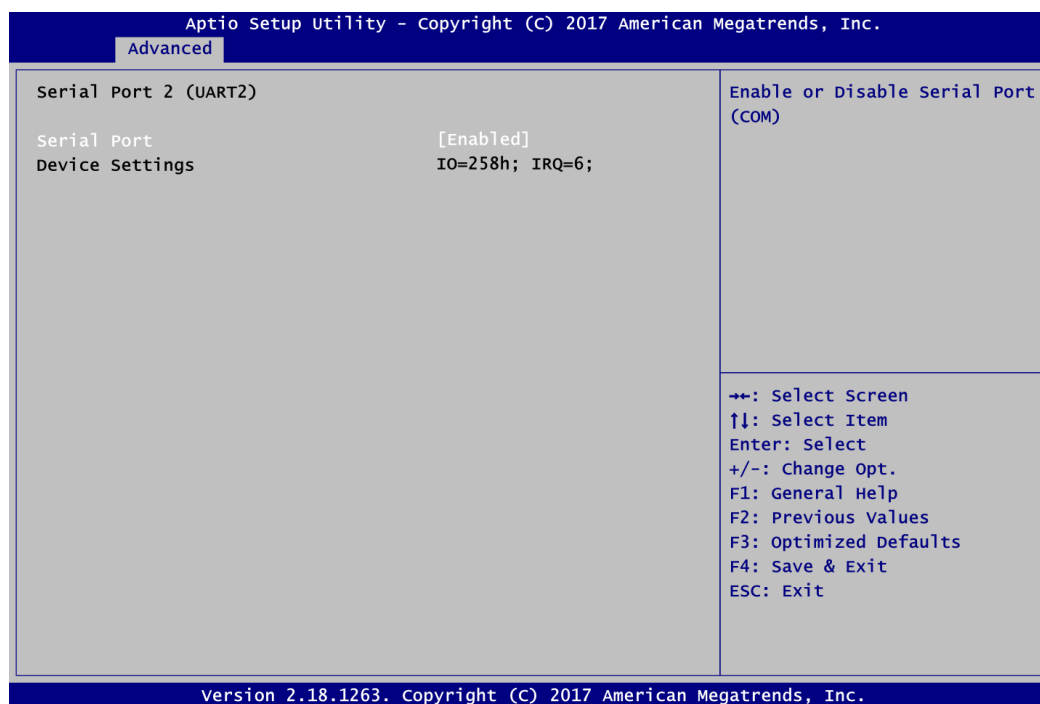 Aptio Setup Utility - Copyright (C) 2017 American Megatrends, Inc.
Advanced
Serial Port 2 (UART2)
Serial Port [Enabled]
Device Settings IO=258h; IRQ=6;
Enable or Disable Serial Port
(COM)
→←: Select Screen
↑↓: Select Item
Enter: Select
+/-: Change Opt.
F1: General Help
F2: Previous Values
F3: Optimized Defaults
F4: Save & Exit
ESC: Exit
Version 2.18.1263. Copyright (C) 2017 American Megatrends, Inc.